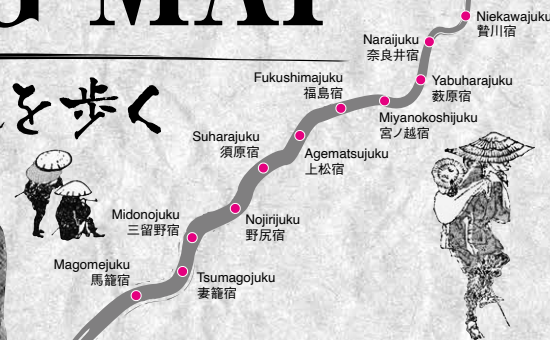 G MAP
を歩く
Niekawajuku
贄川宿
Naraijuku
奈良井宿
Yabuharajuku
薮原宿
Fukushimajuku
福島宿
Miyanokoshijuku
宮ノ越宿
Suharajuku
須原宿
Agematsujuku
上松宿
Midonojuku
三留野宿
Nojirijuku
野尻宿
Magomejuku
馬籠宿
Tsumagojuku
妻籠宿